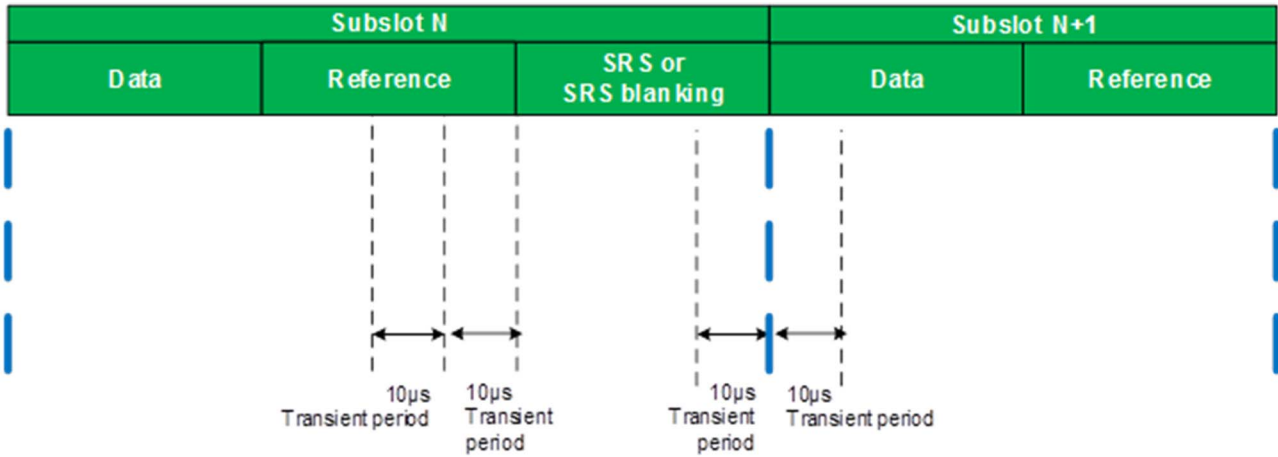 Subslot N
Subslot N+1
Data
Reference
SRS or
SRS blanking
Data
Reference
10µs
Transient period
10µs
Transient
period
10µs
Transient
period
10µs
Transient period